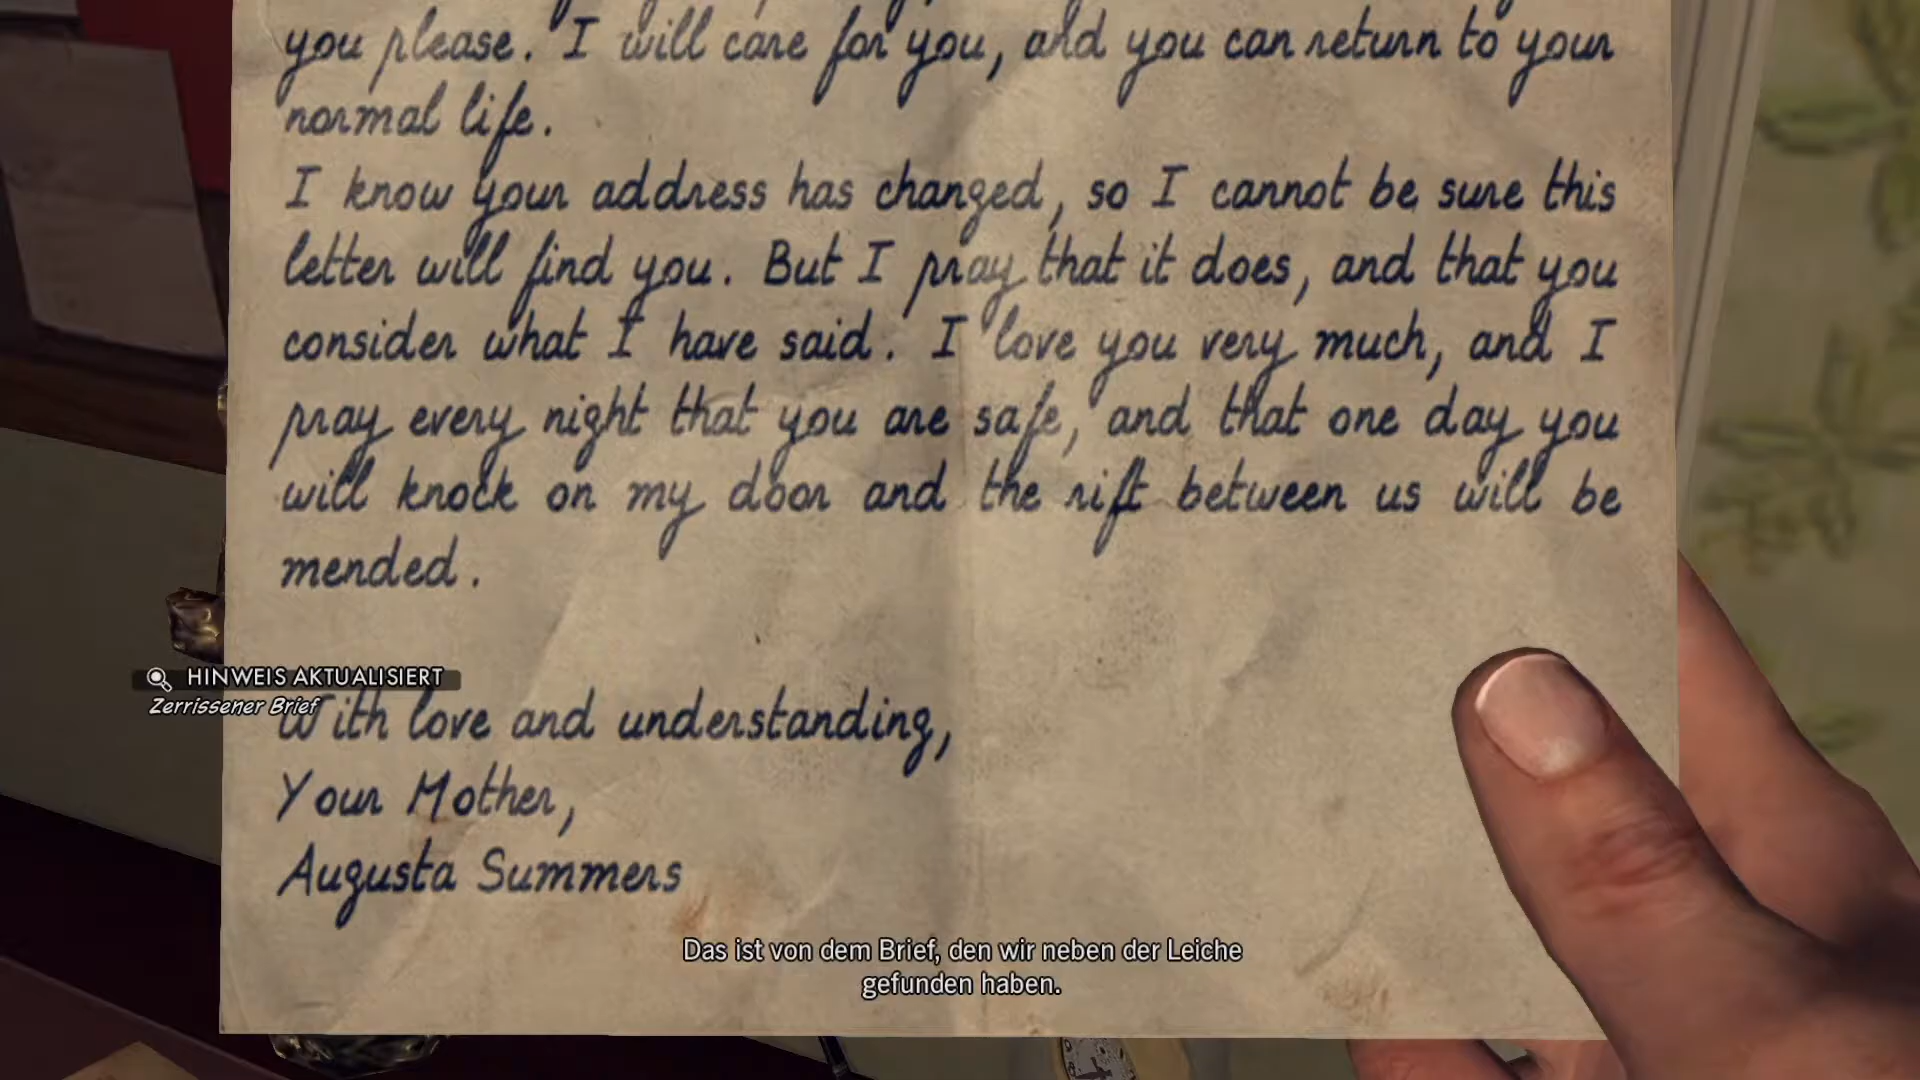 you please. I will care for you, and you can return to your
normal life.
I know your address has changed, so I cannot be sure this
letter will find you. But I pray that it does, and that you
consider what I have said. I love you very much, and I
pray every night that you are safe, and that one day you
will knock on my door and the rift between us will be
mended.
HINWEIS AKTUALISIERT
Zerrissener Brief
With love and understanding,
Your Mother,
Augusta Summers
Das ist von dem Brief, den wir neben der Leiche
gefunden haben.